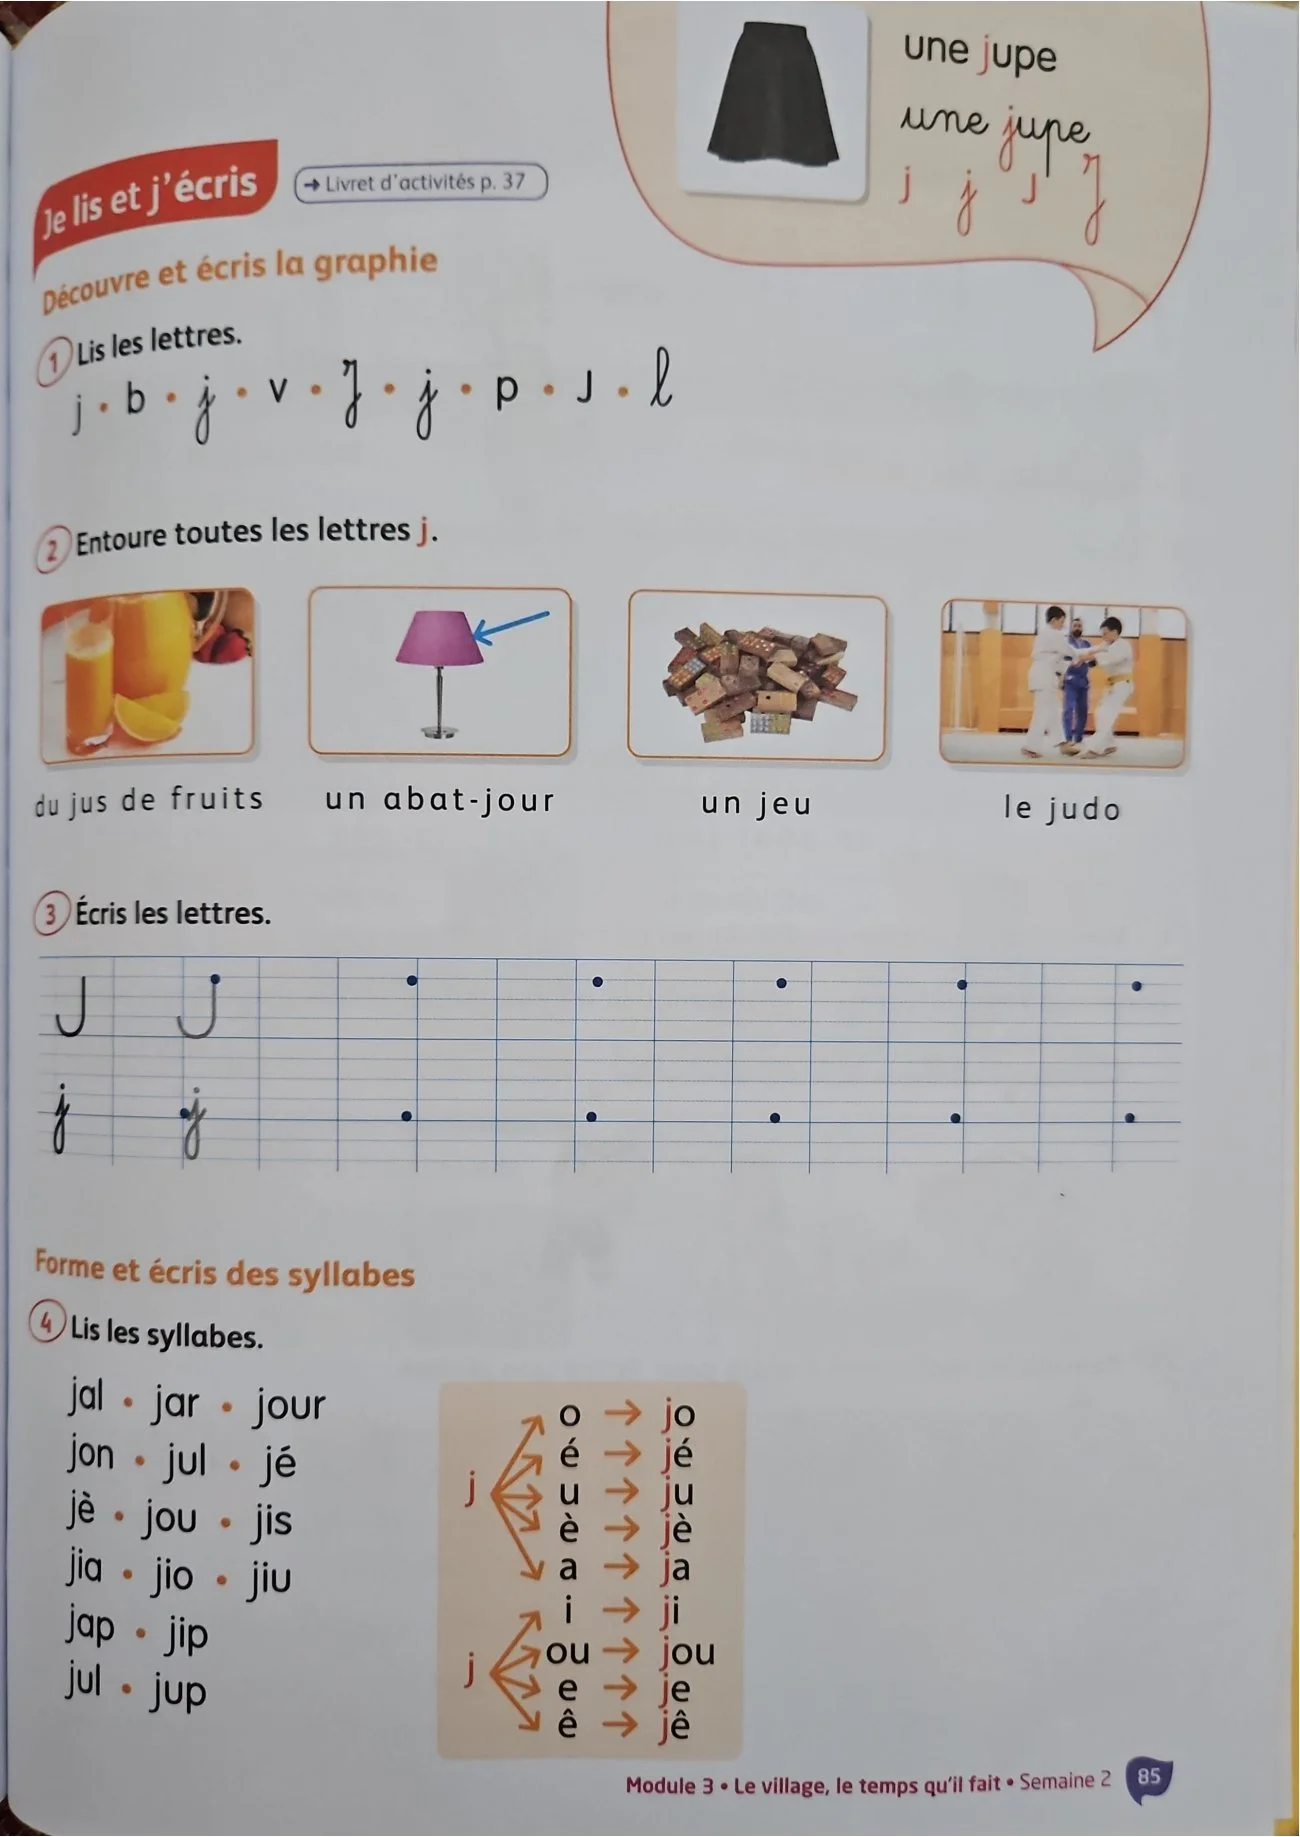 une jupe
une jupe
j j J J
Je lis et j'écris
→ Livret d'activités p. 37
Découvre et écris la graphie
1 Lis les lettres.
j • b • j • v • J • j • p • J • l
2 Entoure toutes les lettres j.
du jus de fruits un abat-jour un jeu le judo
3 Écris les lettres.
J J
j j
Forme et écris des syllabes
4 Lis les syllabes.
jal • jar • jour
jon • jul • jé
jè • jou • jis
jia • jio • jiu
jap • jip
jul • jup
j
o → jo
é → jé
u → ju
è → jè
a → ja
j
i → ji
ou → jou
e → je
ê → jê
Module 3 • Le village, le temps qu'il fait • Semaine 2 85